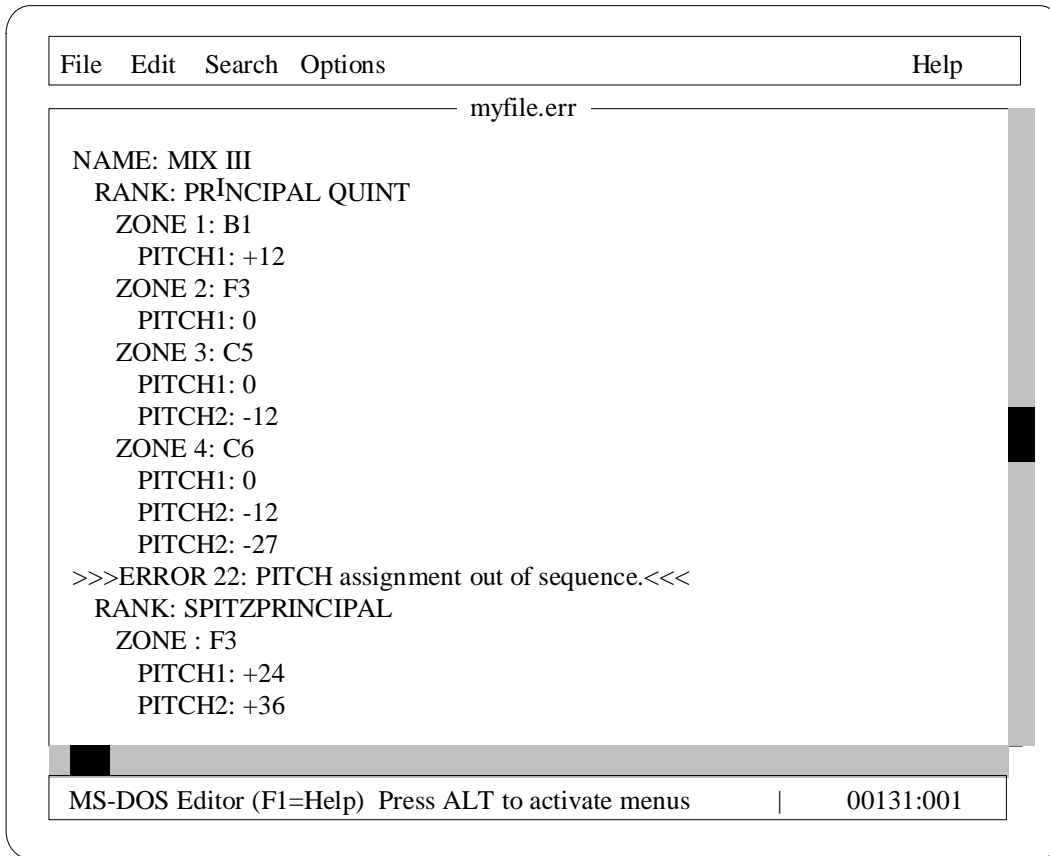 File Edit Search Options Help
myfile.err
NAME: MIX III
RANK: PRINCIPAL QUINT
ZONE 1: B1
PITCH1: +12
ZONE 2: F3
PITCH1: 0
ZONE 3: C5
PITCH1: 0
PITCH2: -12
ZONE 4: C6
PITCH1: 0
PITCH2: -12
PITCH2: -27
>>>ERROR 22: PITCH assignment out of sequence.<<<
RANK: SPITZPRINCIPAL
ZONE : F3
PITCH1: +24
PITCH2: +36
MS-DOS Editor (F1=Help) Press ALT to activate menus | 00131:001